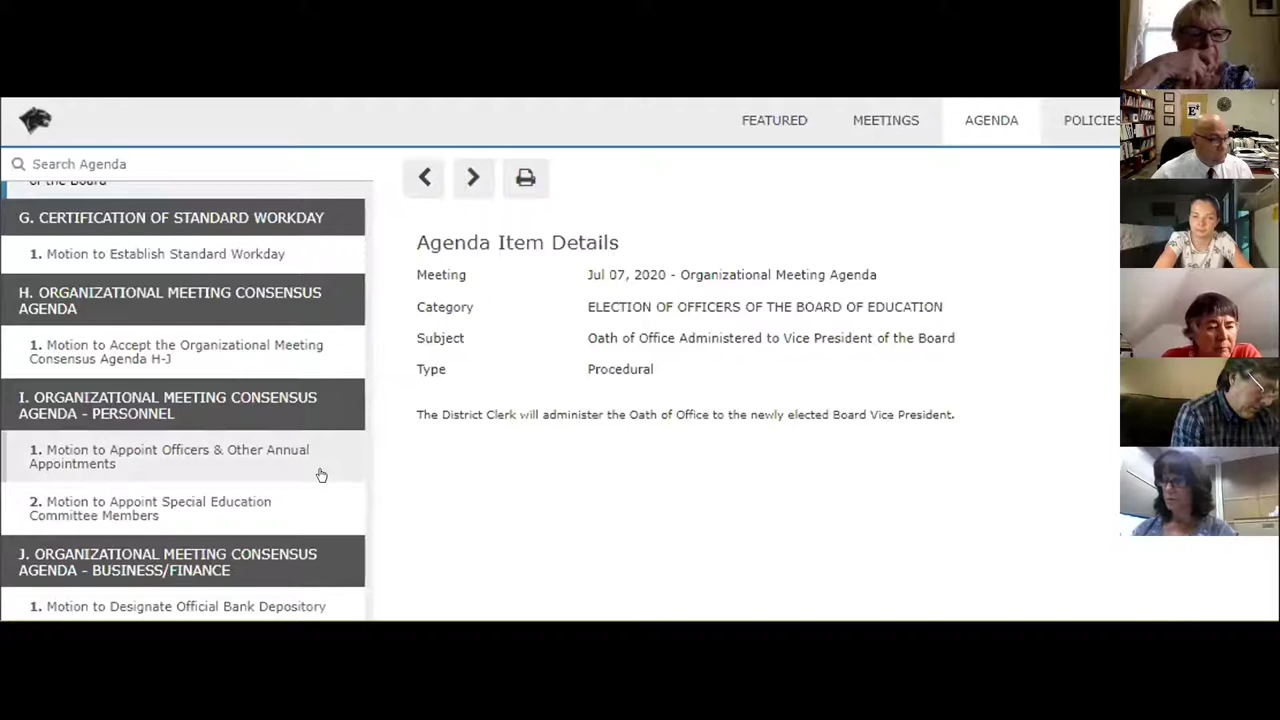 FEATURED
MEETINGS
AGENDA
POLICIES
Search Agenda
of the Board
G. CERTIFICATION OF STANDARD WORKDAY
1. Motion to Establish Standard Workday
H. ORGANIZATIONAL MEETING CONSENSUS
AGENDA
1. Motion to Accept the Organizational Meeting
Consensus Agenda H-J
I. ORGANIZATIONAL MEETING CONSENSUS
AGENDA - PERSONNEL
1. Motion to Appoint Officers & Other Annual
Appointments
2. Motion to Appoint Special Education
Committee Members
J. ORGANIZATIONAL MEETING CONSENSUS
AGENDA - BUSINESS/FINANCE
1. Motion to Designate Official Bank Depository
Agenda Item Details
Meeting Jul 07, 2020 - Organizational Meeting Agenda
Category ELECTION OF OFFICERS OF THE BOARD OF EDUCATION
Subject Oath of Office Administered to Vice President of the Board
Type Procedural
The District Clerk will administer the Oath of Office to the newly elected Board Vice President.